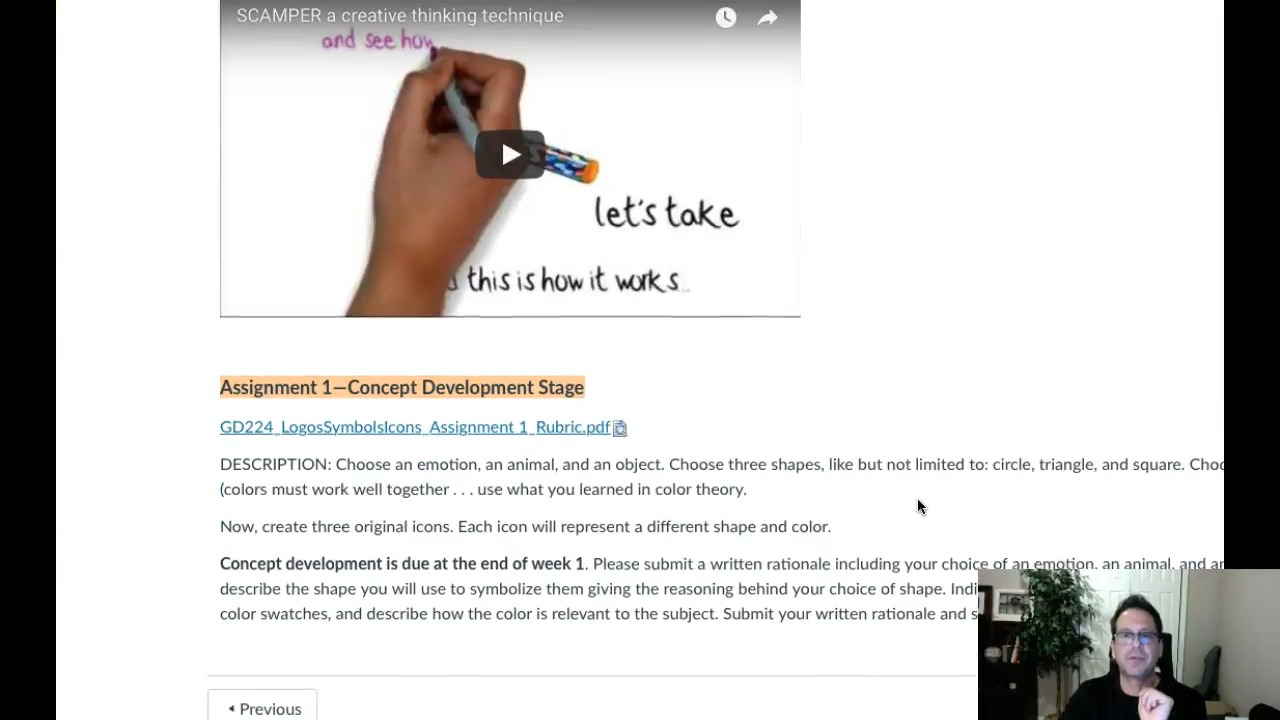 SCAMPER a creative thinking technique
and see how
let's take
this is how it works...
Assignment 1—Concept Development Stage
GD224_LogosSymbolsIcons_Assignment 1_Rubric.pdf
DESCRIPTION: Choose an emotion, an animal, and an object. Choose three shapes, like but not limited to: circle, triangle, and square.
(colors must work well together . . . use what you learned in color theory.
Now, create three original icons. Each icon will represent a different shape and color.
Concept development is due at the end of week 1. Please submit a written rationale including your choice of an emotion, an animal, and
describe the shape you will use to symbolize them giving the reasoning behind your choice of shape.
color swatches, and describe how the color is relevant to the subject. Submit your written rationale and
Previous